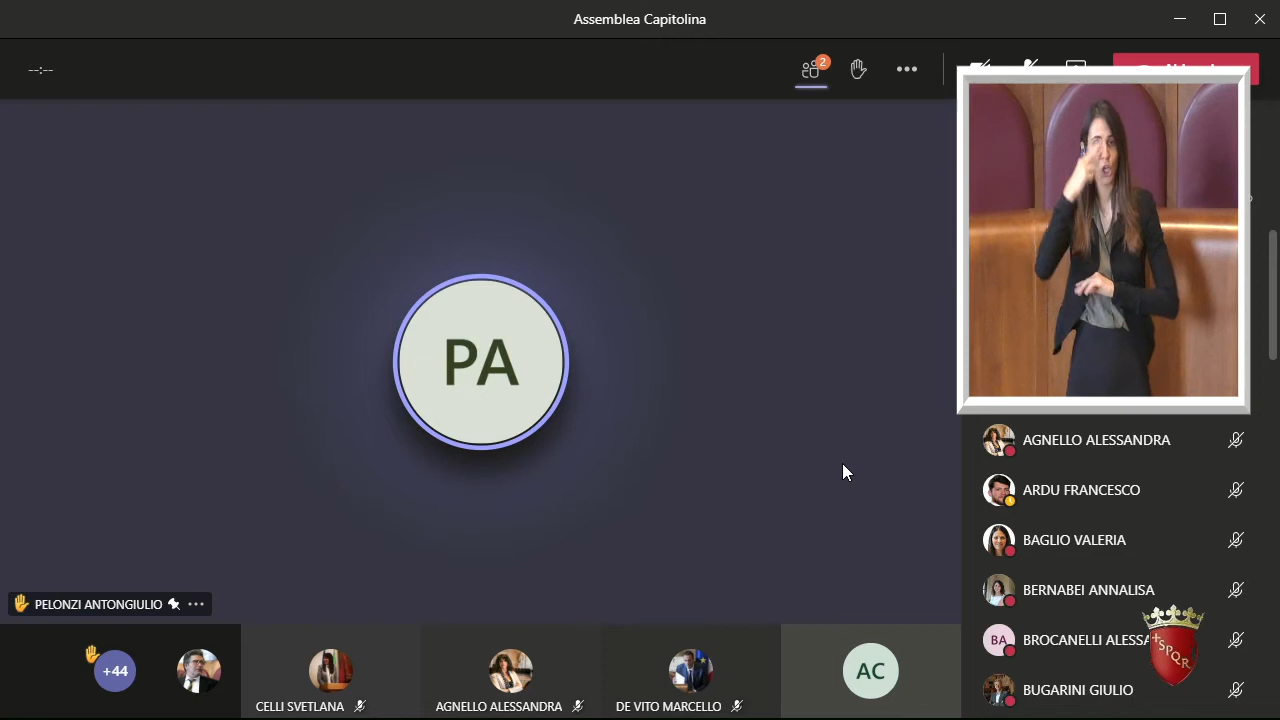 Assemblea Capitolina
--:--
2
PA
PELONZI ANTONGIULIO
+44
CELLI SVETLANA
AGNELLO ALESSANDRA
DE VITO MARCELLO
AC
AGNELLO ALESSANDRA
ARDU FRANCESCO
BAGLIO VALERIA
BERNABEI ANNALISA
BA
BROCANELLI ALESSA
BUGARINI GIULIO
SPQR